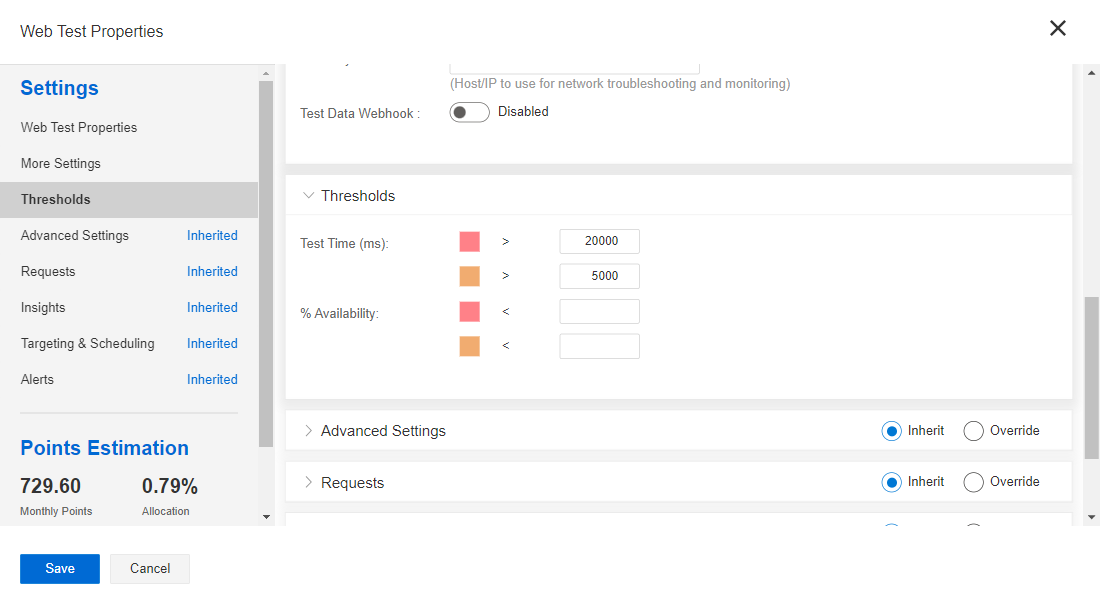 Web Test Properties
Settings
Web Test Properties
More Settings
Thresholds
Advanced Settings Inherited
Requests Inherited
Insights Inherited
Targeting & Scheduling Inherited
Alerts Inherited
Points Estimation
729.60 0.79%
Monthly Points Allocation
(Host/IP to use for network troubleshooting and monitoring)
Test Data Webhook : Disabled
Thresholds
Test Time (ms): > 20000
> 5000
% Availability: <
<
Advanced Settings Inherit Override
Requests Inherit Override
Save Cancel